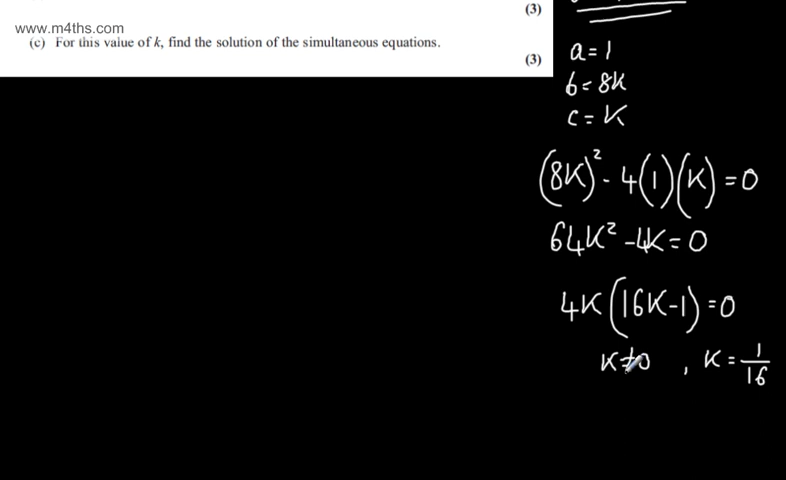 (3)
www.m4ths.com
(c) For this value of k, find the solution of the simultaneous equations.
(3)
a = 1
b = 8k
c = k
(8k)² - 4(1)(k) = 0
64k² - 4k = 0
4k(16k-1) = 0
k≠0 , k = 1/16